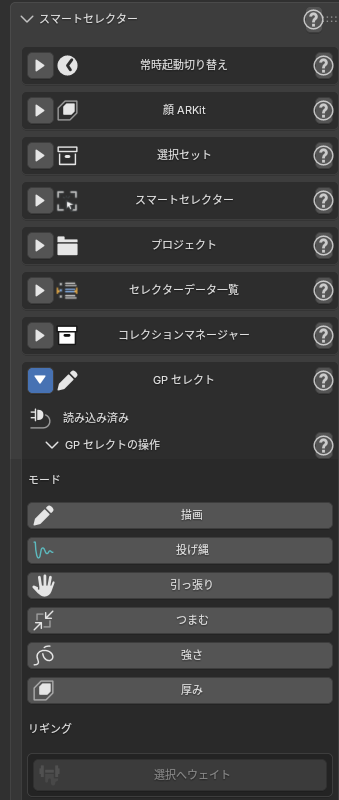 スマートセレクター
常時起動切り替え
顔 ARKit
選択セット
スマートセレクター
プロジェクト
セレクターデータ一覧
コレクションマネージャー
GP セレクト
読み込み済み
GP セレクトの操作
モード
描画
投げ縄
引っ張り
つまむ
強さ
厚み
リギング
選択へウェイト